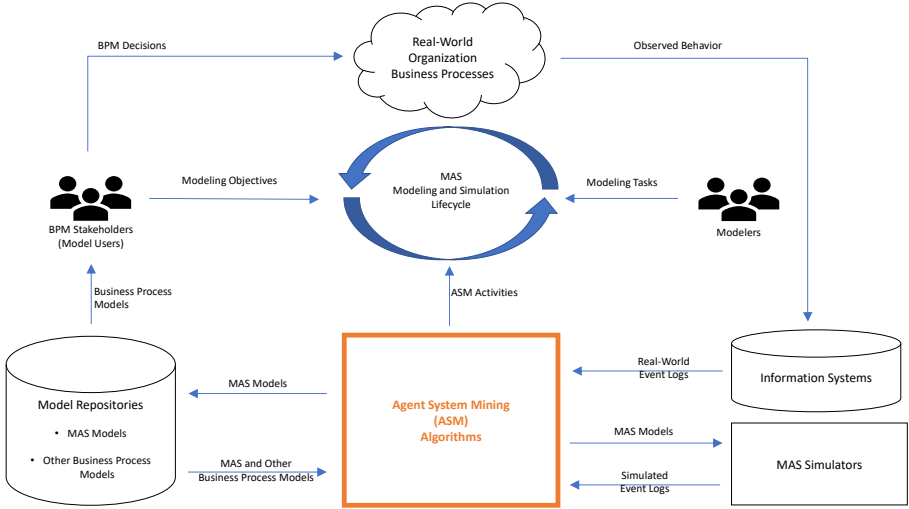 BPM Decisions
Real-World
Organization
Business Processes
Observed Behavior
Modeling Objectives
MAS
Modeling and Simulation
Lifecycle
Modeling Tasks
BPM Stakeholders
(Model Users)
Modelers
Business Process
Models
ASM Activities
Model Repositories
• MAS Models
• Other Business Process
Models
MAS Models
MAS and Other
Business Process Models
Agent System Mining
(ASM)
Algorithms
Real-World
Event Logs
Information Systems
MAS Models
Simulated
Event Logs
MAS Simulators